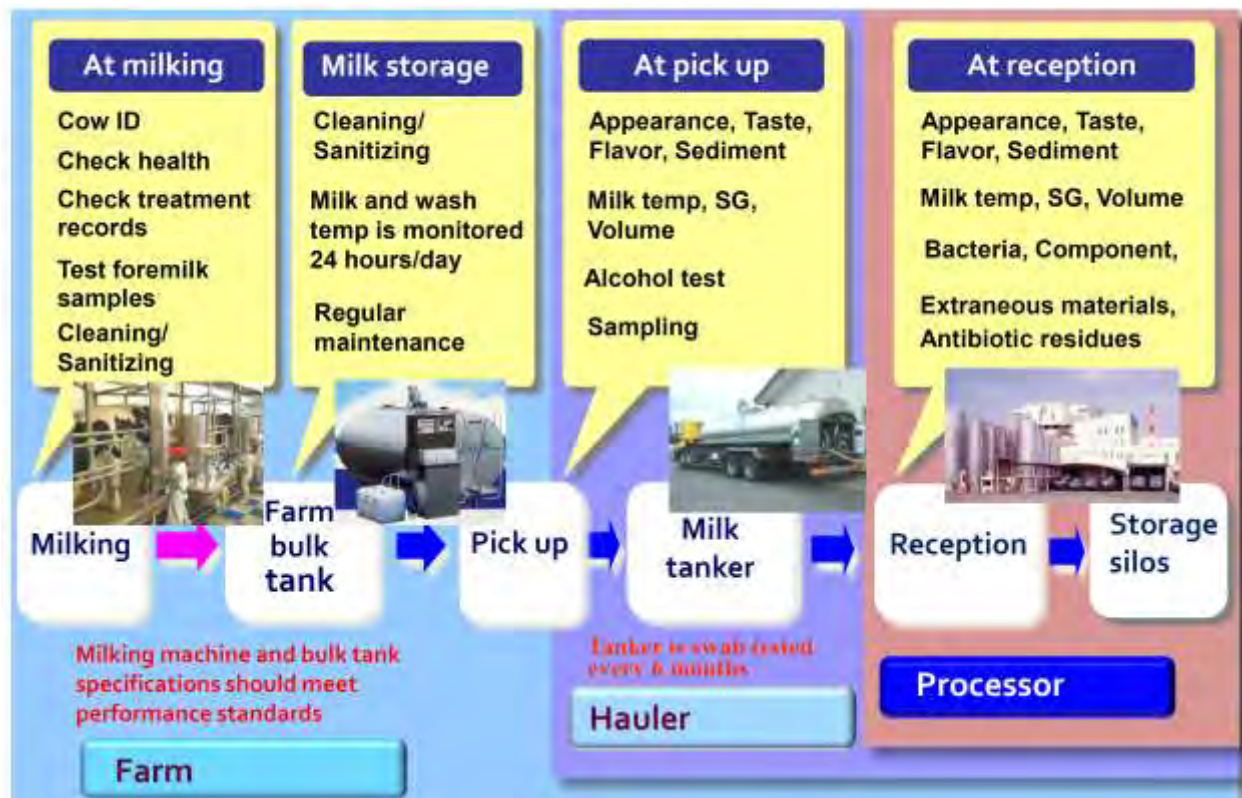 At milking
Cow ID
Check health
Check treatment
records
Test foremilk
samples
Cleaning/
Sanitizing
Milk storage
Cleaning/
Sanitizing
Milk and wash
temp is monitored
24 hours/day
Regular
maintenance
At pick up
Appearance, Taste,
Flavor, Sediment
Milk temp, SG,
Volume
Alcohol test
Sampling
At reception
Appearance, Taste,
Flavor, Sediment
Milk temp, SG, Volume
Bacteria, Component,
Extraneous materials,
Antibiotic residues
Milking
Farm
bulk
tank
Pick up
Milk
tanker
Reception
Storage
silos
Milking machine and bulk tank
specifications should meet
performance standards
Tanker is swab tested
every 6 months
Farm
Hauler
Processor